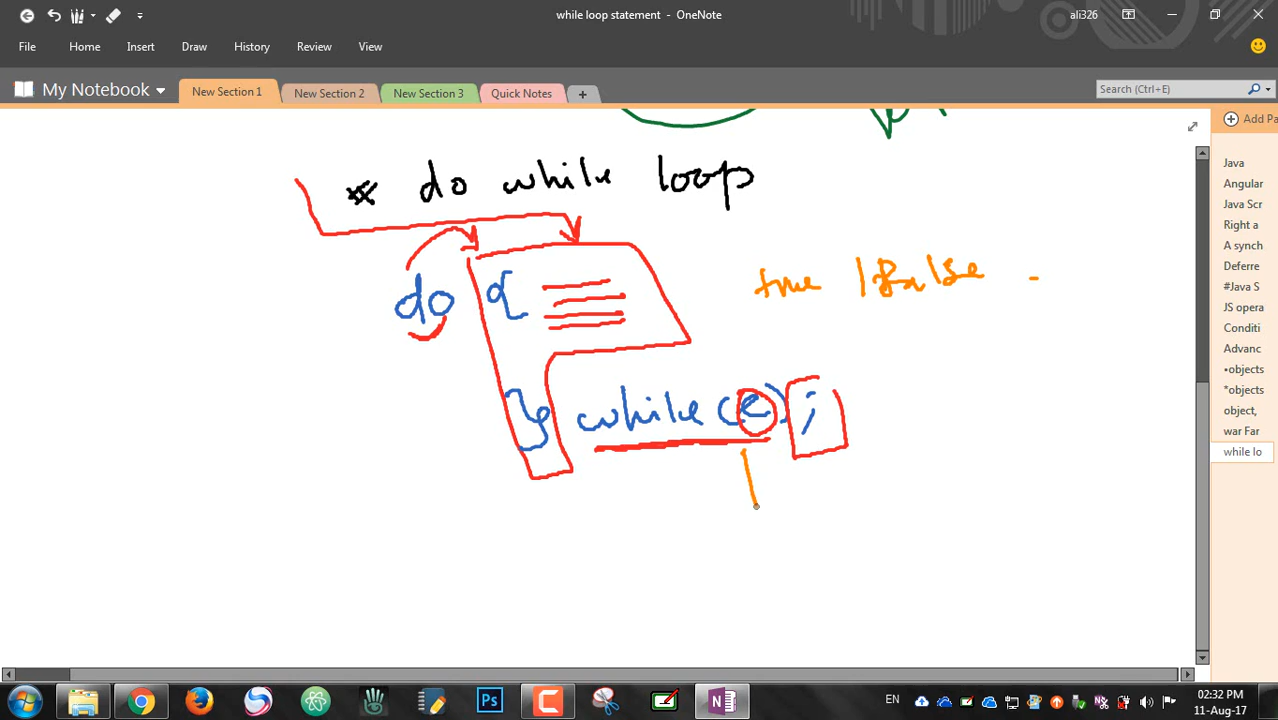 while loop statement - OneNote
ali326
File Home Insert Draw History Review View
My Notebook New Section 1 New Section 2 New Section 3 Quick Notes +
Search (Ctrl+E)
Add Pa
* do while loop
do {
true / false -
} while (e) ;
Java
Angular
Java Scr
Right a
A synch
Deferre
#Java S
JS opera
Conditi
Advanc
•objects
*objects
object,
war Far
while lo
Ps
EN
02:32 PM
11-Aug-17